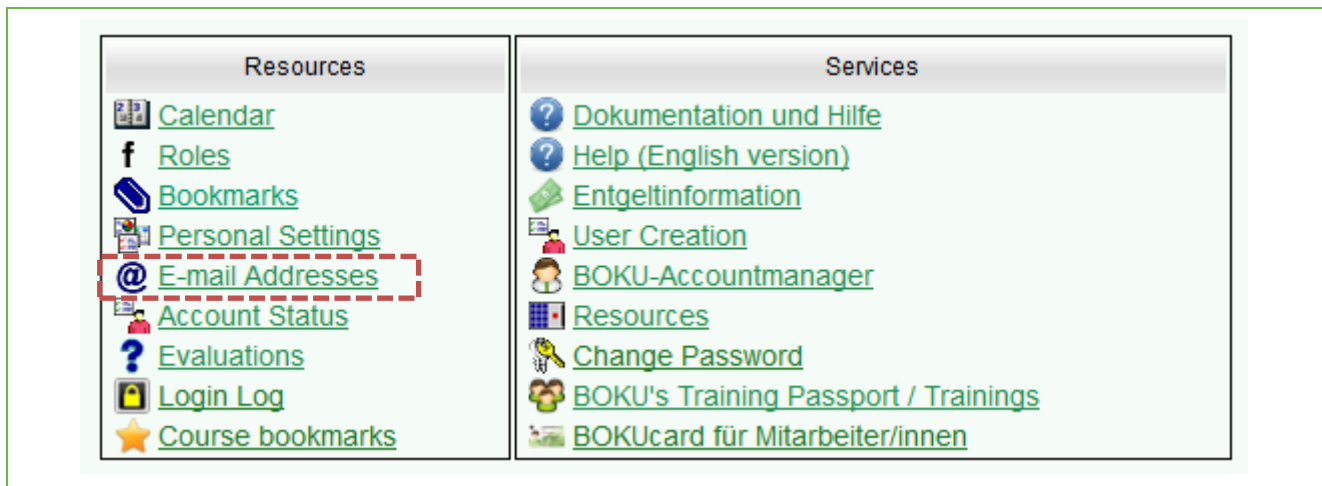 Resources
Calendar
f Roles
Bookmarks
Personal Settings
@ E-mail Addresses
Account Status
? Evaluations
Login Log
Course bookmarks
Services
? Dokumentation und Hilfe
? Help (English version)
Entgeltinformation
User Creation
BOKU-Accountmanager
Resources
Change Password
BOKU's Training Passport / Trainings
BOKUcard für Mitarbeiter/innen